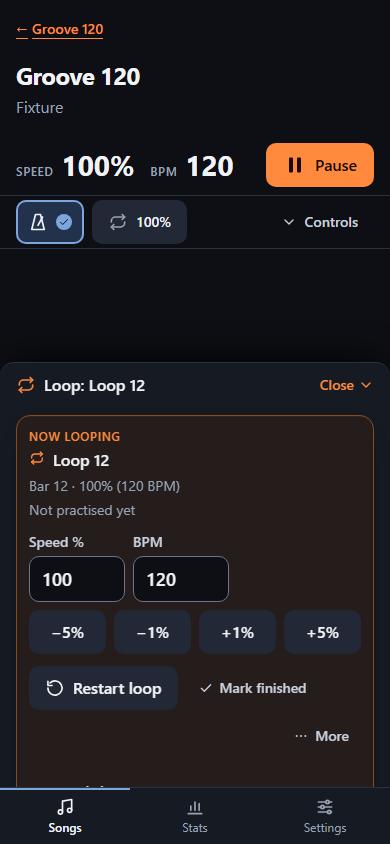 ← Groove 120
Groove 120
Fixture
SPEED 100% BPM 120 Pause
100% Controls
Loop: Loop 12 Close
NOW LOOPING
Loop 12
Bar 12 · 100% (120 BPM)
Not practised yet
Speed % BPM
100 120
−5% −1% +1% +5%
Restart loop Mark finished
··· More
Songs Stats Settings